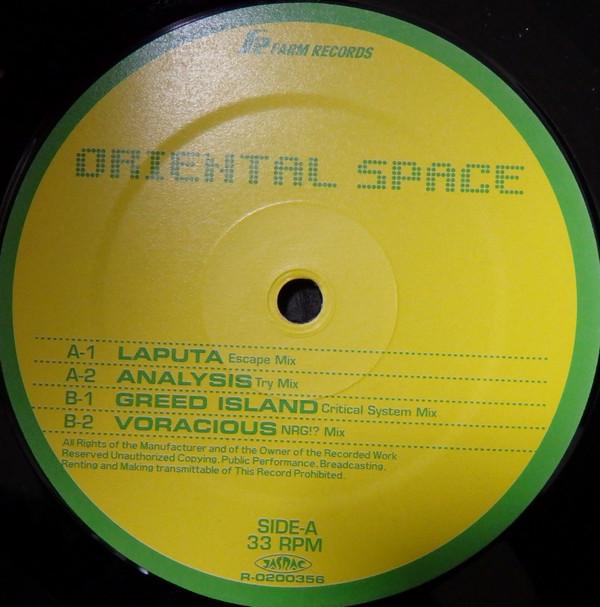 FARM RECORDS
ORIENTAL SPACE
A-1 LAPUTA Escape Mix
A-2 ANALYSIS Try Mix
B-1 GREED ISLAND Critical System Mix
B-2 VORACIOUS NRG!? Mix
All Rights of the Manufacturer and of the Owner of the Recorded Work
Reserved Unauthorized Copying. Public Performance. Breadcasting.
Renting and Making transmittable of This Record Prohibited.
SIDE-A
33 RPM
JASRAC
R-0200356